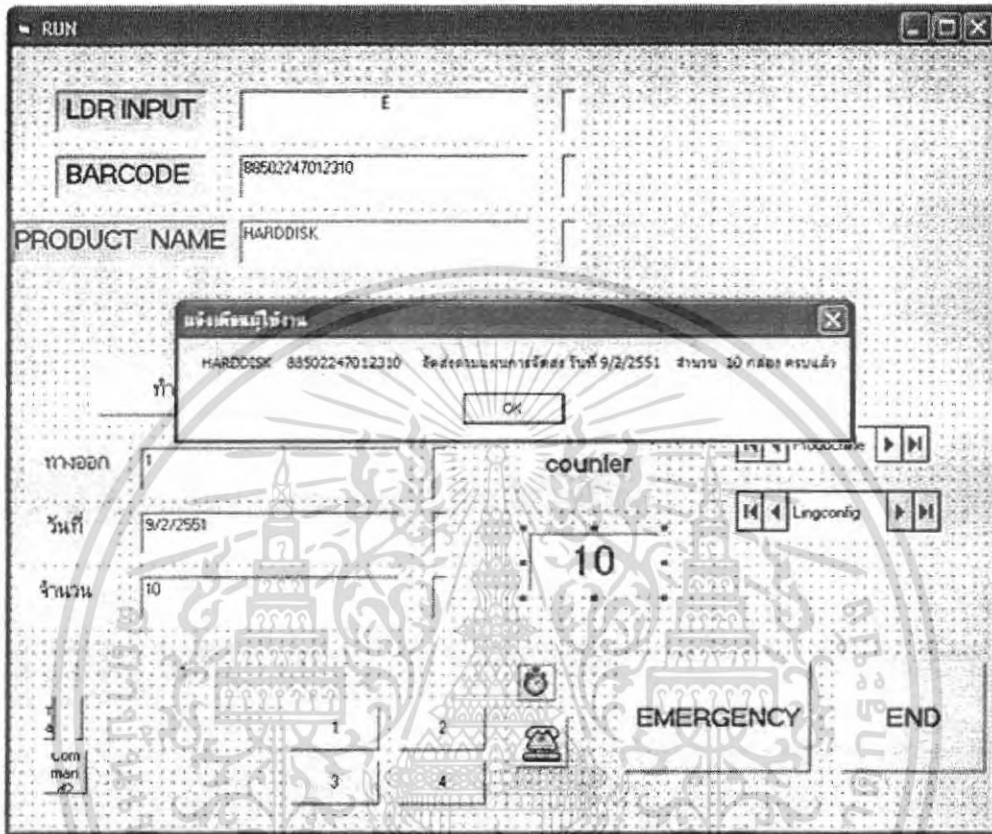 RUN
LDR INPUT
E
BARCODE
88502247012310
PRODUCT NAME
HARDDISK
แจ้งเตือนผู้ใช้งาน
HARDDISK 88502247012310 จัดส่งตามแผนการจัดส่ง วันที่ 9/2/2551 จำนวน 10 กล่อง ครบแล้ว
OK
ทางออก
1
counter
วันที่
9/2/2551
Lingconfig
10
จำนวน
10
1
2
EMERGENCY
END
Com
man
d2
3
4